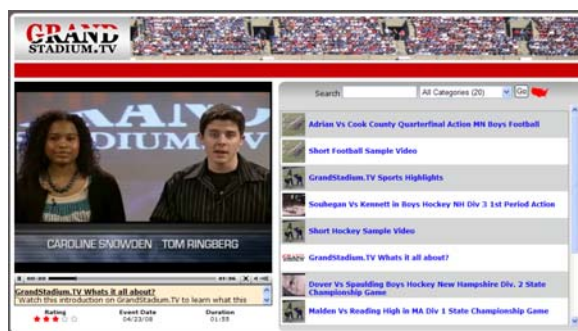 GRAND
STADIUM.TV
Search
All Categories (20)
Go
CAROLINE SNOWDEN TOM RINGBERG
00:00
01:56
GrandStadium.TV Whats it all about?
Watch this introduction on GrandStadium.TV to learn what this
Rating
Event Date
Duration
04/23/08
01:55
Adrian Vs Cook County Quarterfinal Action MN Boys Football
Short Football Sample Video
GrandStadium.TV Sports Highlights
Souhegan Vs Kennett in Boys Hockey NH Div 3 1st Period Action
Short Hockey Sample Video
GrandStadium.TV Whats it all about?
Dover Vs Spaulding Boys Hockey New Hampshire Div. 2 State
Championship Game
Malden Vs Reading High in MA Div 1 State Championship Game